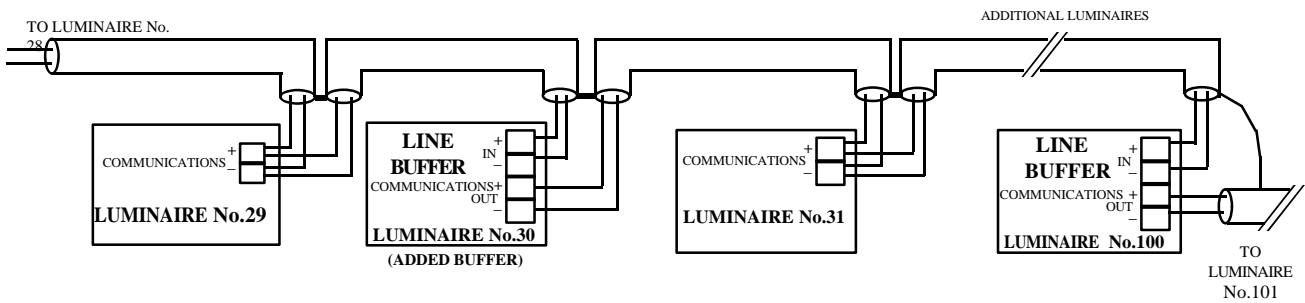 TO LUMINAIRE No.
28
ADDITIONAL LUMINAIRES
COMMUNICATIONS
+
–
LUMINAIRE No.29
LINE
BUFFER
+
IN
–
COMMUNICATIONS+
OUT
–
LUMINAIRE No.30
(ADDED BUFFER)
COMMUNICATIONS
+
–
LUMINAIRE No.31
LINE
BUFFER
+
IN
–
COMMUNICATIONS +
OUT
–
LUMINAIRE No.100
TO
LUMINAIRE
No.101